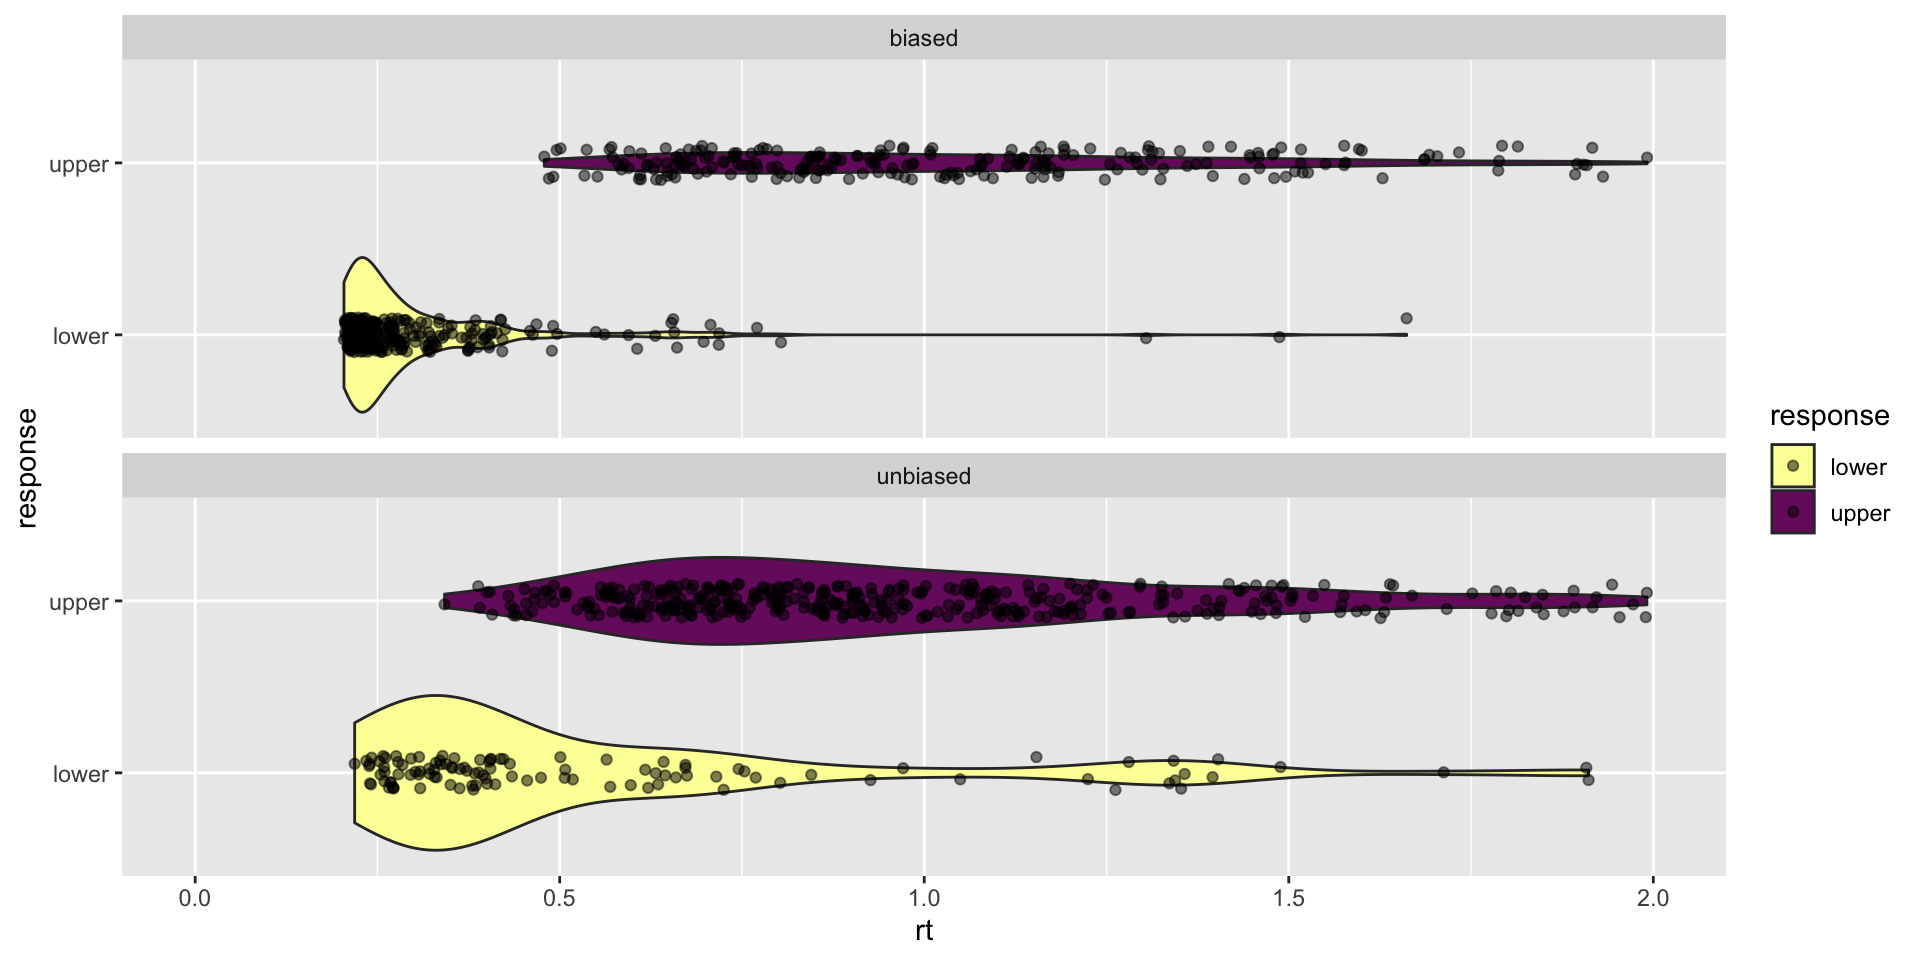 biased
upper
lower
unbiased
upper
lower
0.0 0.5 1.0 1.5 2.0
rt
response
response
lower
upper